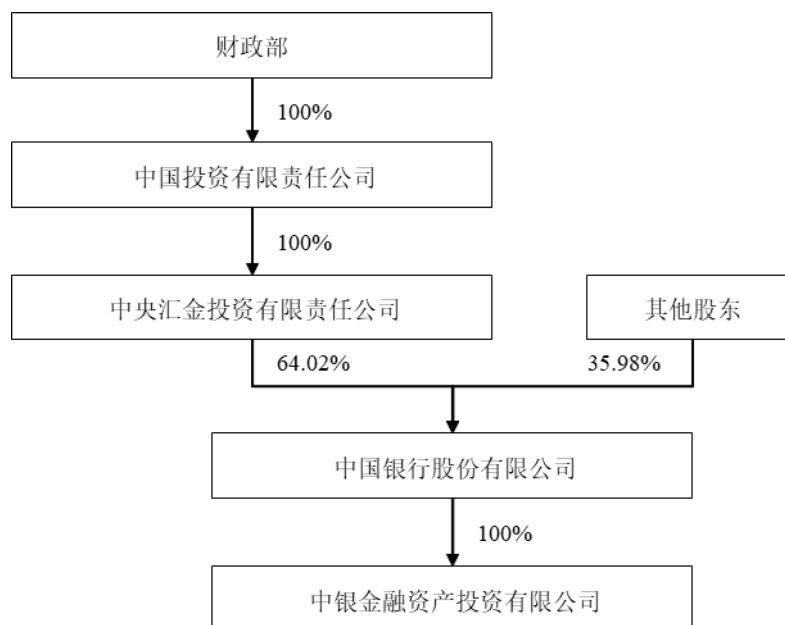 财政部
100%
中国投资有限责任公司
100%
中央汇金投资有限责任公司
其他股东
64.02%
35.98%
中国银行股份有限公司
100%
中银金融资产投资有限公司